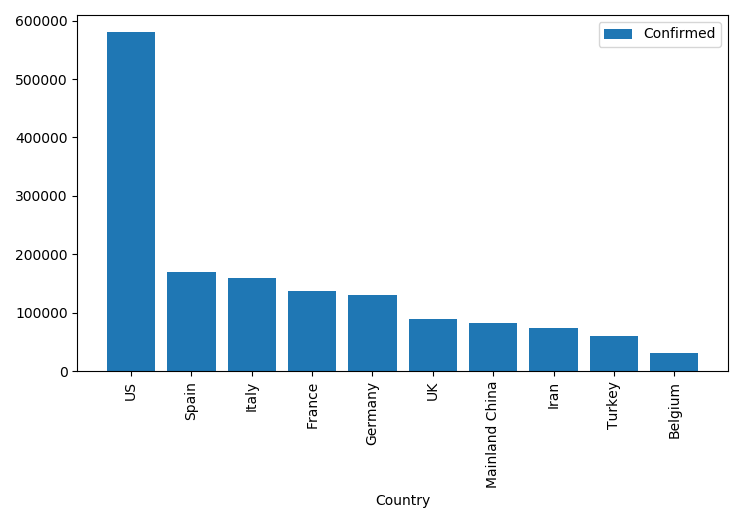 Confirmed
600000
500000
400000
300000
200000
100000
0
US
Spain
Italy
France
Germany
UK
Mainland China
Iran
Turkey
Belgium
Country